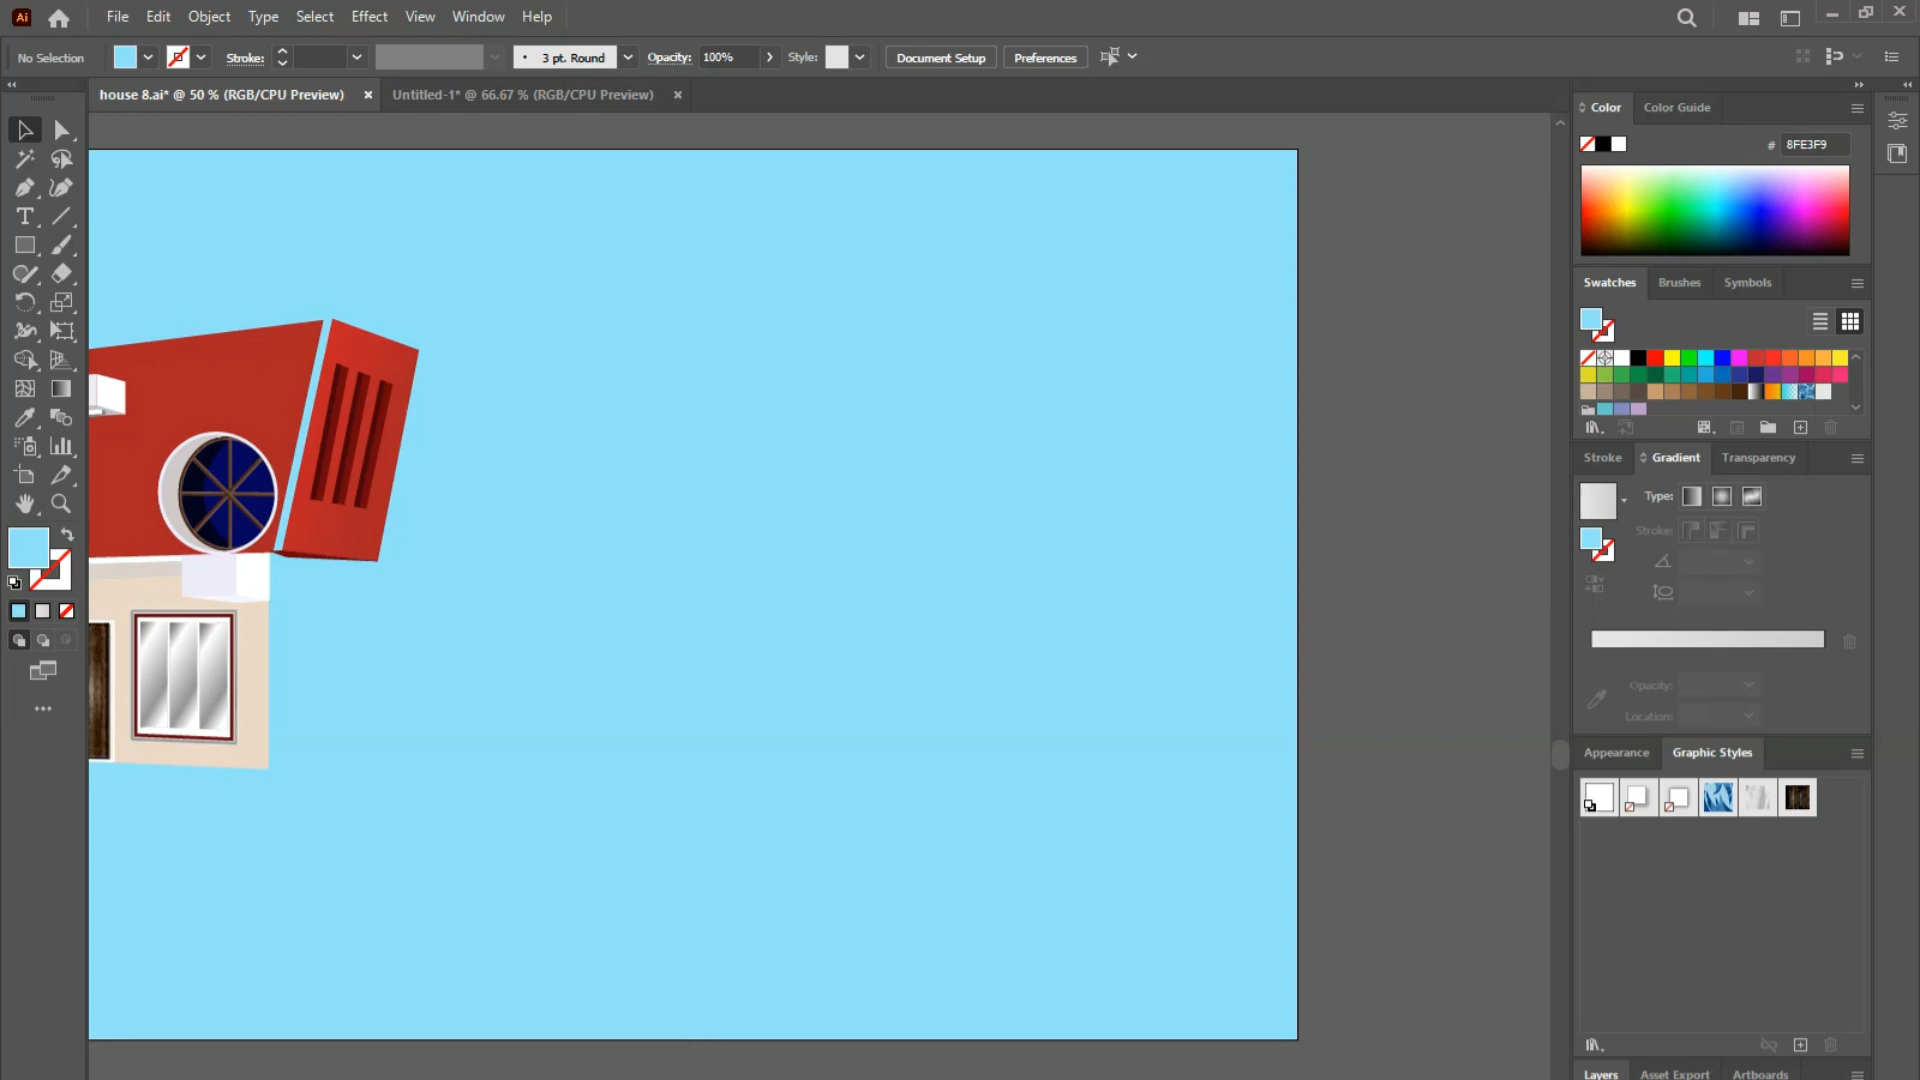 Ai File Edit Object Type Select Effect View Window Help
No Selection Stroke: 3 pt. Round Opacity: 100% Style: Document Setup Preferences
house 8.ai* @ 50 % (RGB/CPU Preview) × Untitled-1* @ 66.67 % (RGB/CPU Preview) ×
Color Color Guide
# 8FE3F9
Swatches Brushes Symbols
Stroke Gradient Transparency
Type:
Stroke:
Opacity:
Location:
Appearance Graphic Styles
Layers Asset Export Artboards